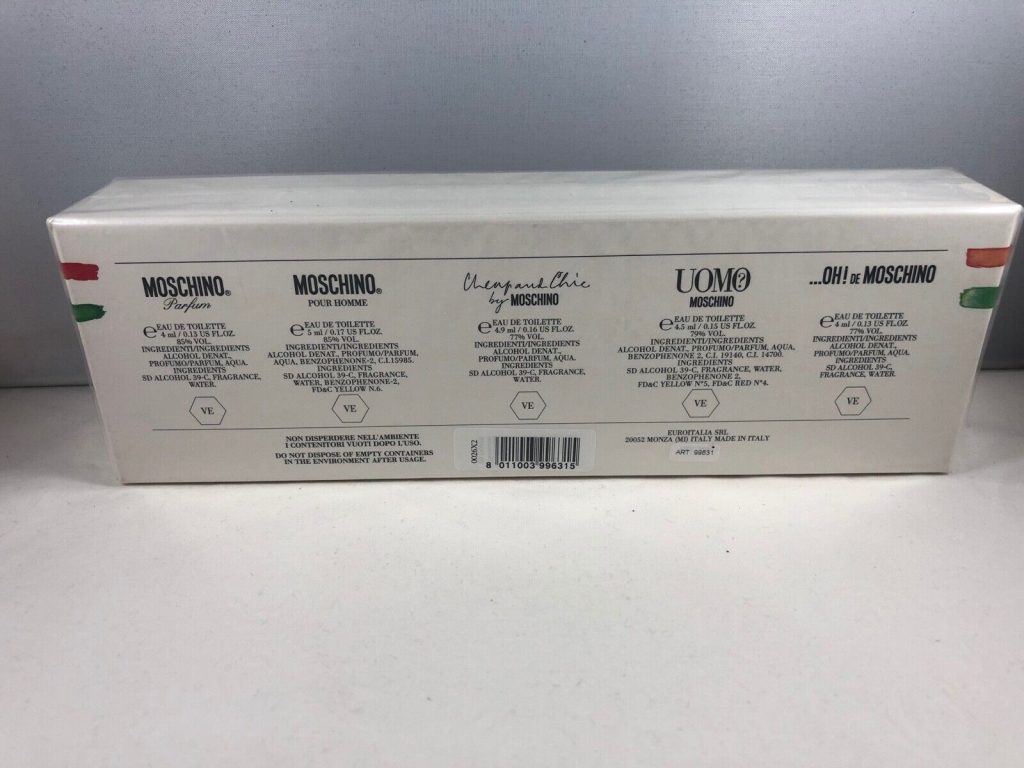 MOSCHINO®
Parfum
e EAU DE TOILETTE
4 ml / 0.13 US FL.OZ.
85% VOL.
INGREDIENTI/INGREDIENTS
ALCOHOL DENAT.,
PROFUMO/PARFUM, AQUA.
INGREDIENTS
SD ALCOHOL 39-C, FRAGRANCE,
WATER.
VE
MOSCHINO®
POUR HOMME
e EAU DE TOILETTE
5 ml / 0.17 US FL.OZ.
85% VOL.
INGREDIENTI/INGREDIENTS
ALCOHOL DENAT., PROFUMO/PARFUM,
AQUA, BENZOPHENONE-2, C.I.15985.
INGREDIENTS
SD ALCOHOL 39-C, FRAGRANCE,
WATER, BENZOPHENONE-2,
FD&C YELLOW N.6.
VE
Cheap and Chic
by MOSCHINO
e EAU DE TOILETTE
4.9 ml / 0.16 US FL.OZ.
77% VOL.
INGREDIENTI/INGREDIENTS
ALCOHOL DENAT.,
PROFUMO/PARFUM, AQUA.
INGREDIENTS
SD ALCOHOL 39-C, FRAGRANCE,
WATER.
VE
UOMO?
MOSCHINO
e EAU DE TOILETTE
4.5 ml / 0.15 US FL.OZ.
79% VOL.
INGREDIENTI/INGREDIENTS
ALCOHOL DENAT., PROFUMO/PARFUM, AQUA,
BENZOPHENONE 2, C.I. 19140, C.I. 14700.
INGREDIENTS
SD ALCOHOL 39-C, FRAGRANCE, WATER,
BENZOPHENONE 2,
FD&C YELLOW N°5, FD&C RED N°4.
VE
...OH! DE MOSCHINO
e EAU DE TOILETTE
4 ml / 0.13 US FL.OZ.
77% VOL.
INGREDIENTI/INGREDIENTS
ALCOHOL DENAT.,
PROFUMO/PARFUM, AQUA.
INGREDIENTS
SD ALCOHOL 39-C,
FRAGRANCE, WATER.
VE
NON DISPERDERE NELL'AMBIENTE
I CONTENITORI VUOTI DOPO L'USO.
DO NOT DISPOSE OF EMPTY CONTAINERS
IN THE ENVIRONMENT AFTER USAGE.
0026X2
8 011003 996315
EUROITALIA SRL
20052 MONZA (MI) ITALY MADE IN ITALY
ART 99631